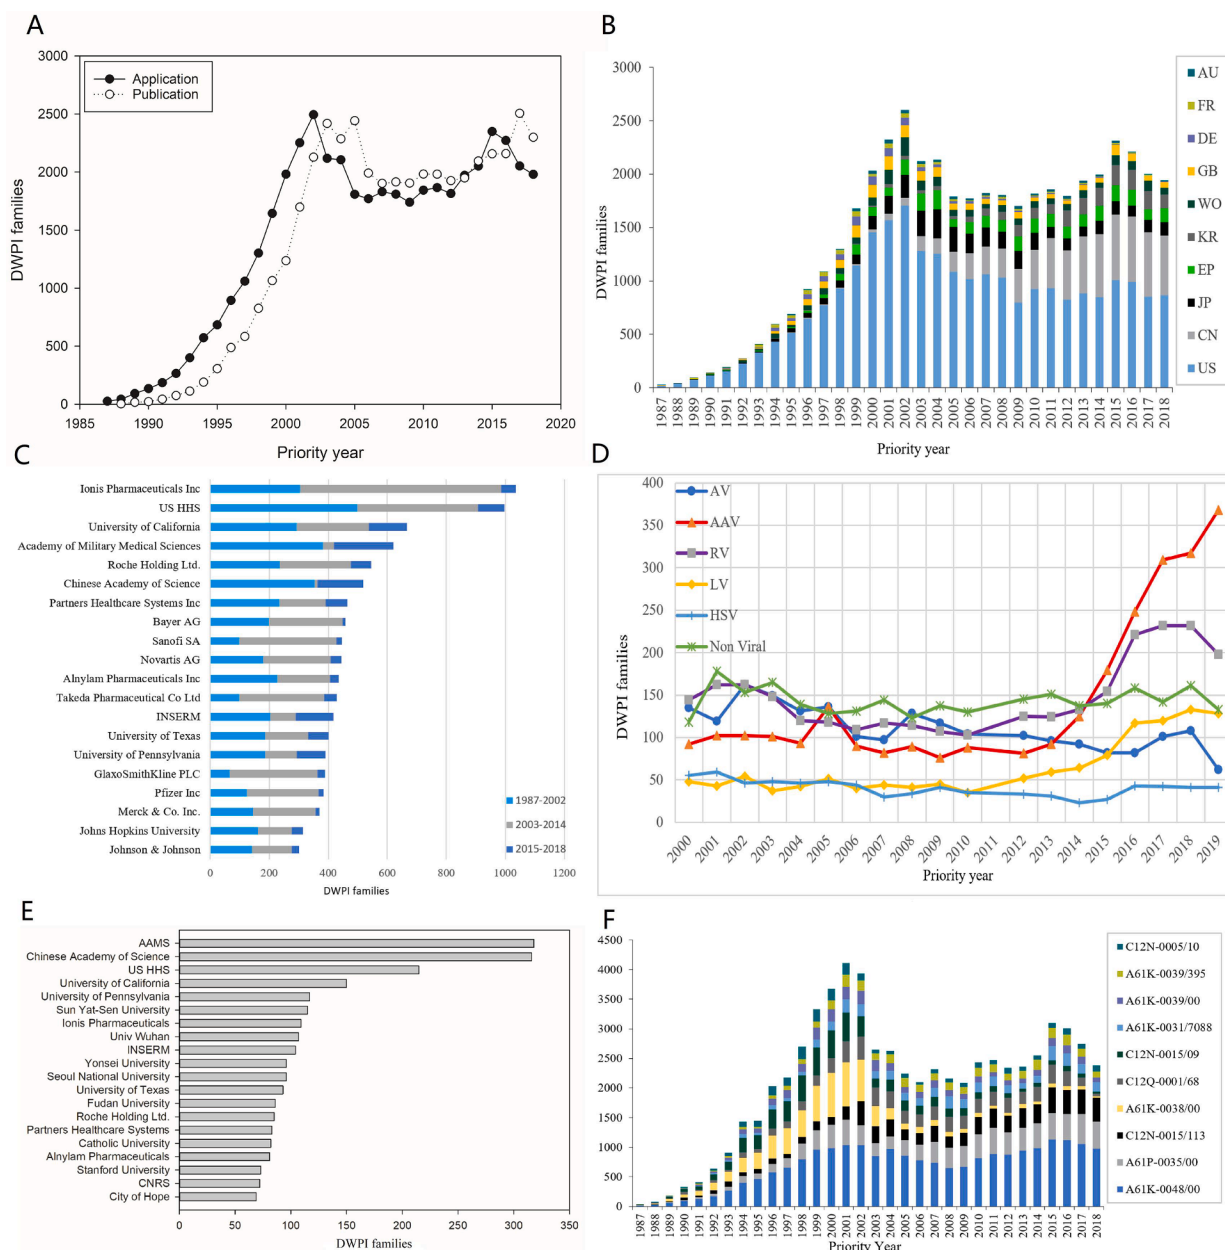 A
3000
2500
2000
1500
1000
500
0
DWPI families
Application
Publication
1985 1990 1995 2000 2005 2010 2015 2020
Priority year
B
3000
2500
2000
1500
1000
500
0
DWPI families
1987 1988 1989 1990 1991 1992 1993 1994 1995 1996 1997 1998 1999 2000 2001 2002 2003 2004 2005 2006 2007 2008 2009 2010 2011 2012 2013 2014 2015 2016 2017 2018
Priority year
AU
FR
DE
GB
WO
KR
EP
JP
CN
US
C
Ionis Pharmaceuticals Inc
US HHS
University of California
Academy of Military Medical Sciences
Roche Holding Ltd.
Chinese Academy of Science
Partners Healthcare Systems Inc
Bayer AG
Sanofi SA
Novartis AG
Alnylam Pharmaceuticals Inc
Takeda Pharmaceutical Co Ltd
INSERM
University of Texas
University of Pennsylvania
GlaxoSmithKline PLC
Pfizer Inc
Merck & Co. Inc.
Johns Hopkins University
Johnson & Johnson
1987-2002
2003-2014
2015-2018
0 200 400 600 800 1000 1200
DWPI families
D
400
350
300
250
200
150
100
50
0
DWPI families
AV
AAV
RV
LV
HSV
Non Viral
2000 2001 2002 2003 2004 2005 2006 2007 2008 2009 2010 2011 2012 2013 2014 2015 2016 2017 2018 2019
Priority year
E
AAMS
Chinese Academy of Science
US HHS
University of California
University of Pennsylvania
Sun Yat-Sen University
Ionis Pharmaceuticals
Univ Wuhan
INSERM
Yonsei University
Seoul National University
University of Texas
Fudan University
Roche Holding Ltd.
Partners Healthcare Systems
Catholic University
Alnylam Pharmaceuticals
Stanford University
CNRS
City of Hope
0 50 100 150 200 250 300 350
DWPI families
F
4500
4000
3500
3000
2500
2000
1500
1000
500
0
1987 1988 1989 1990 1991 1992 1993 1994 1995 1996 1997 1998 1999 2000 2001 2002 2003 2004 2005 2006 2007 2008 2009 2010 2011 2012 2013 2014 2015 2016 2017 2018
Priority Year
C12N-0005/10
A61K-0039/395
A61K-0039/00
A61K-0031/7088
C12N-0015/09
C12Q-0001/68
A61K-0038/00
C12N-0015/113
A61P-0035/00
A61K-0048/00